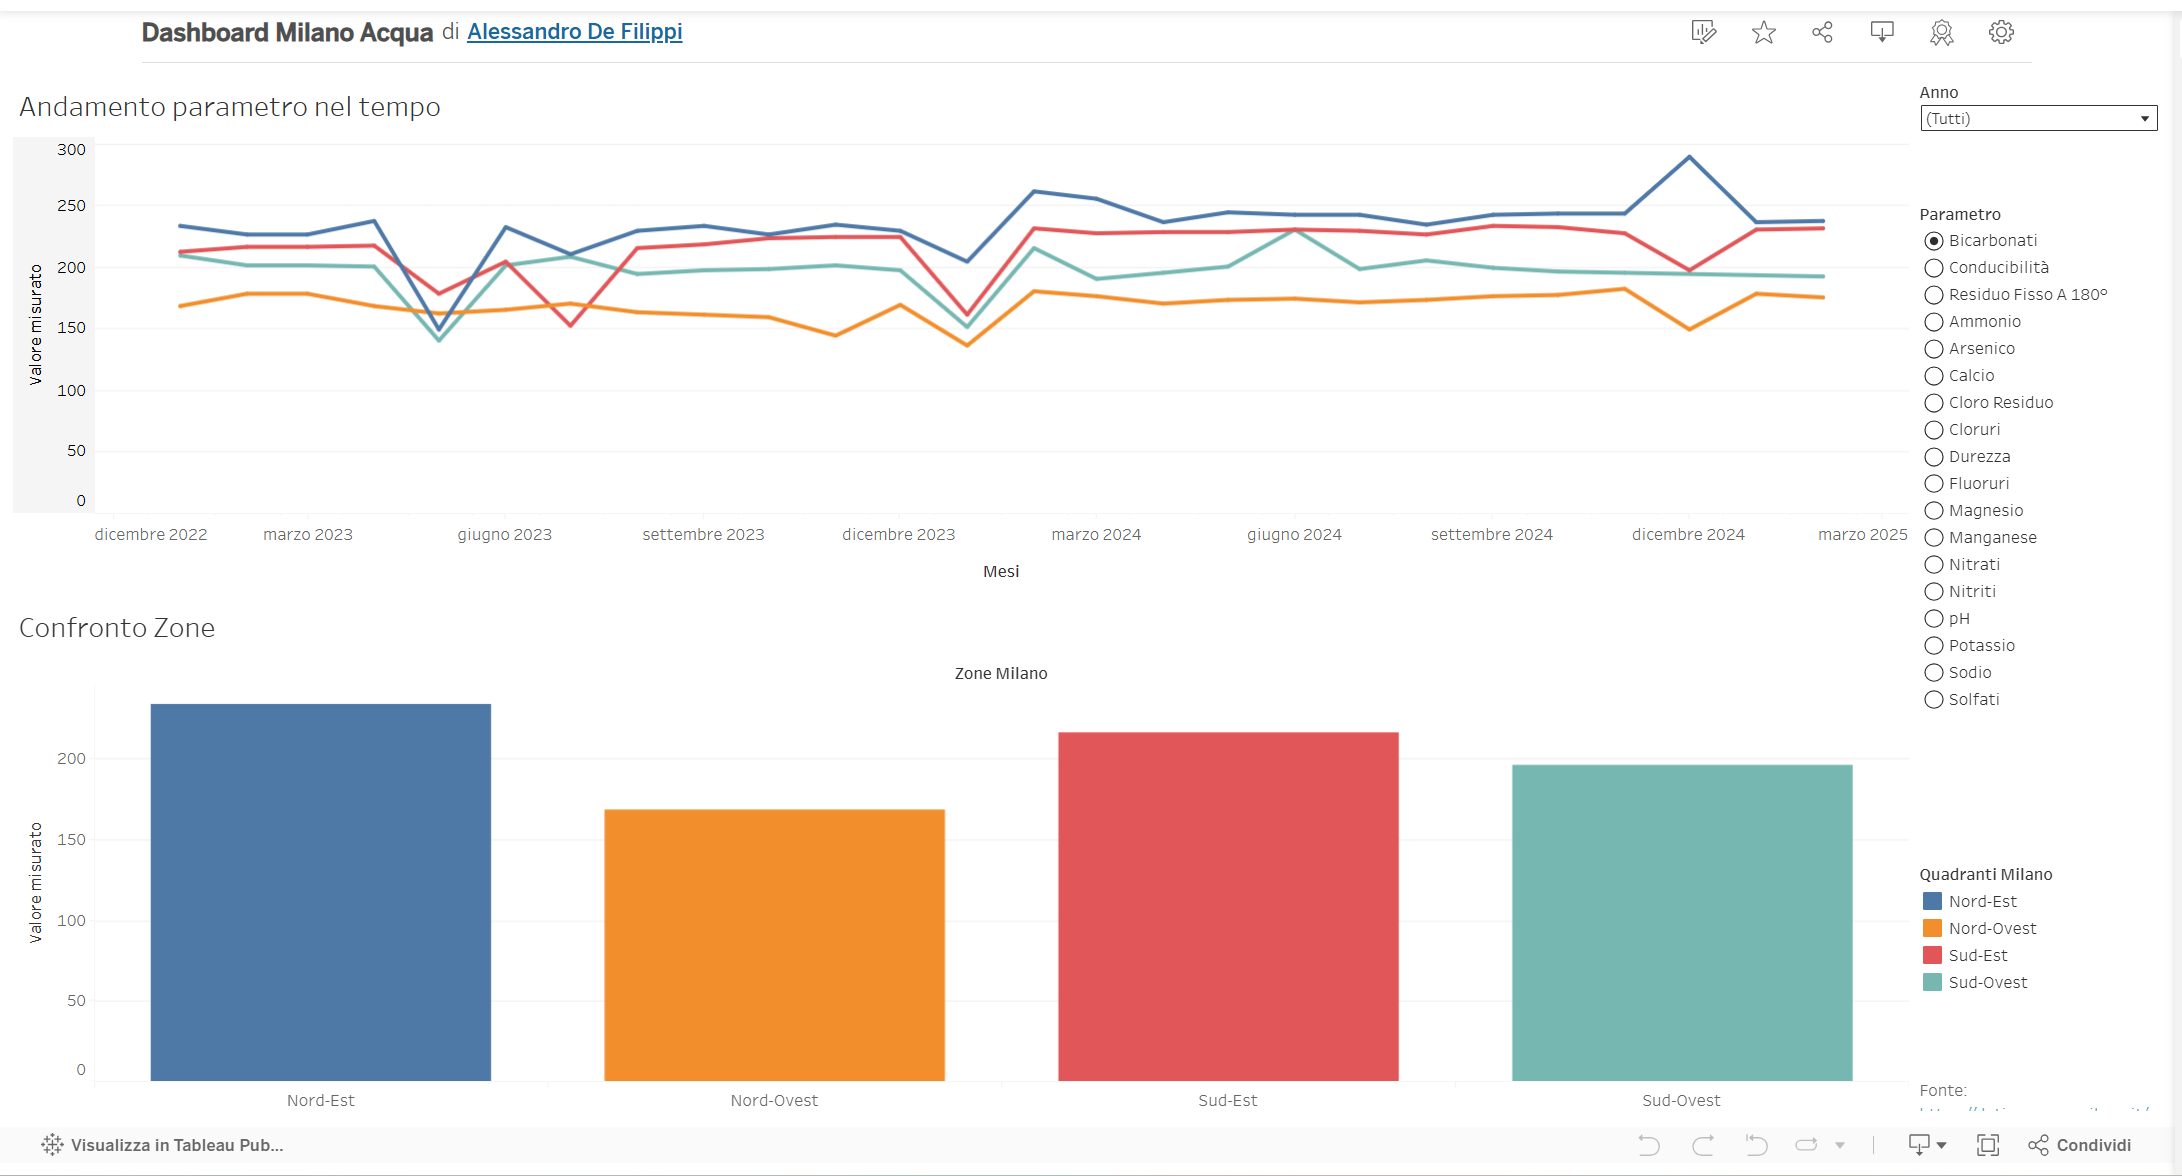 Dashboard Milano Acqua di Alessandro De Filippi
Andamento parametro nel tempo
300
250
200
150
100
50
0
Valore misurato
dicembre 2022
marzo 2023
giugno 2023
settembre 2023
dicembre 2023
marzo 2024
giugno 2024
settembre 2024
dicembre 2024
marzo 2025
Mesi
Anno
(Tutti)
Parametro
Bicarbonati
Conducibilità
Residuo Fisso A 180°
Ammonio
Arsenico
Calcio
Cloro Residuo
Cloruri
Durezza
Fluoruri
Magnesio
Manganese
Nitrati
Nitriti
pH
Potassio
Sodio
Solfati
Confronto Zone
Zone Milano
200
150
100
50
0
Valore misurato
Nord-Est
Nord-Ovest
Sud-Est
Sud-Ovest
Quadranti Milano
Nord-Est
Nord-Ovest
Sud-Est
Sud-Ovest
Fonte:
Visualizza in Tableau Pub...
Condividi